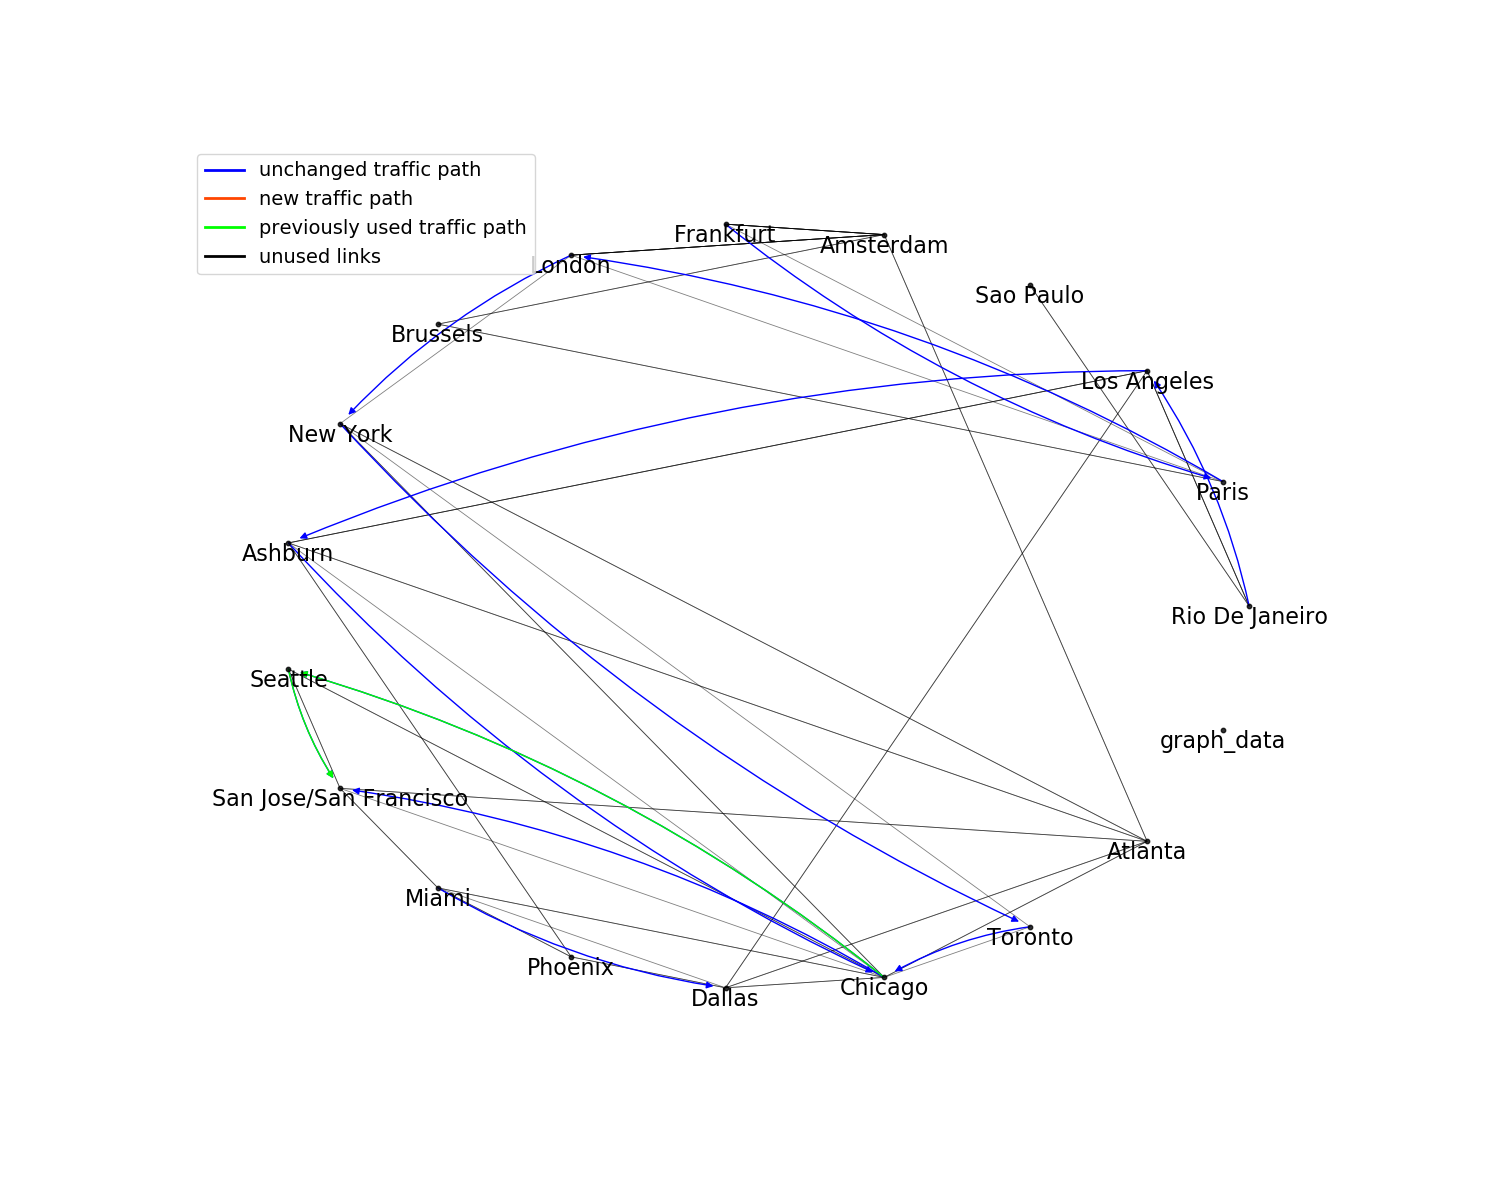 unchanged traffic path
new traffic path
previously used traffic path
unused links
Frankfurt
Amsterdam
London
Sao Paulo
Brussels
Los Angeles
New York
Paris
Ashburn
Rio De Janeiro
Seattle
graph_data
San Jose/San Francisco
Atlanta
Miami
Toronto
Phoenix
Chicago
Dallas